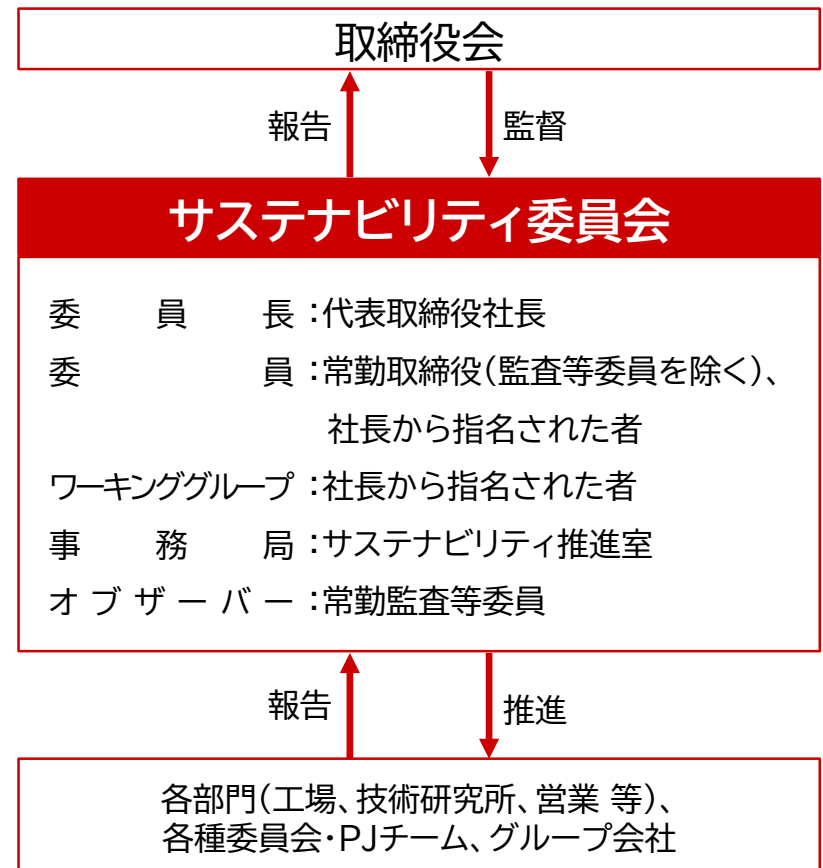 取締役会
報告
監督
サステナビリティ委員会
委員長：代表取締役社長
委員：常勤取締役（監査等委員を除く）、
社長から指名された者
ワーキンググループ：社長から指名された者
事務局：サステナビリティ推進室
オブザーバー：常勤監査等委員
報告
推進
各部門（工場、技術研究所、営業 等）、
各種委員会・PJチーム、グループ会社